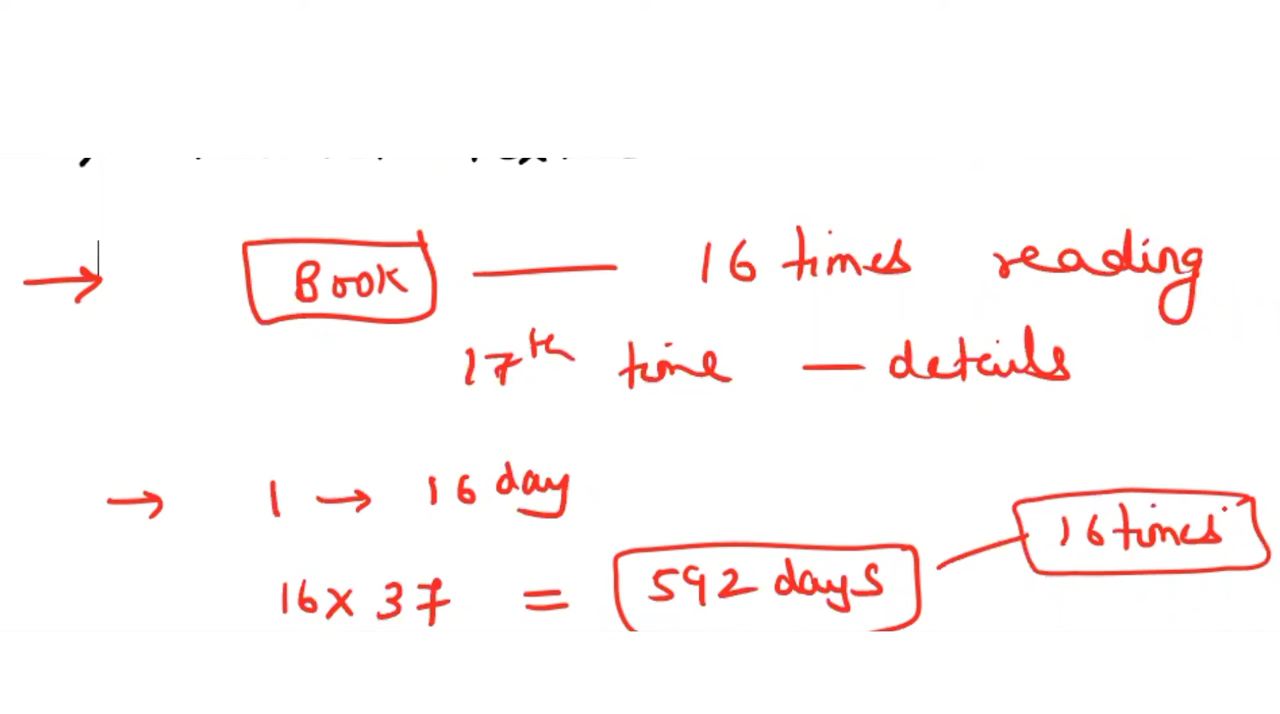 → Book — 16 times reading
17th time — details
→ 1 → 16 day
16 times
16 x 37 = 592 days